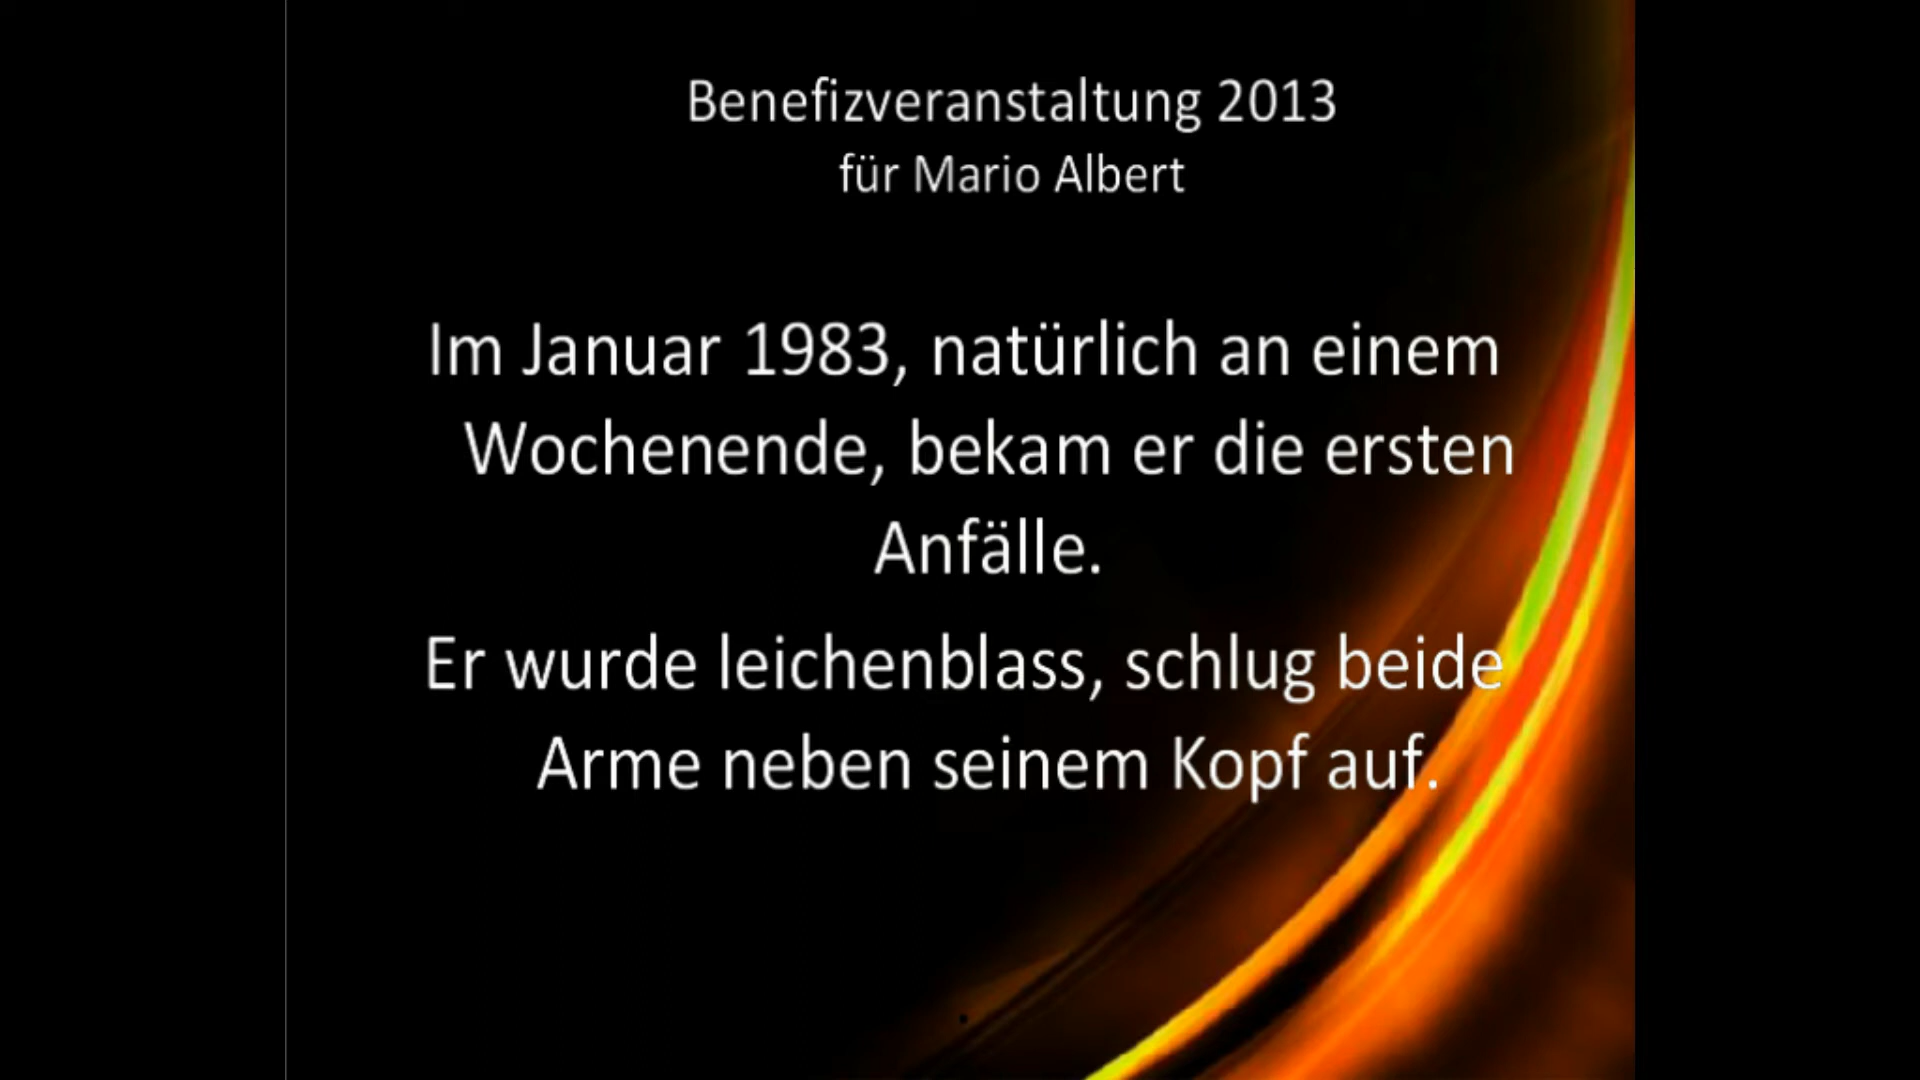 Benefizveranstaltung 2013
für Mario Albert
Im Januar 1983, natürlich an einem
Wochenende, bekam er die ersten
Anfälle.
Er wurde leichenblass, schlug beide
Arme neben seinem Kopf auf.